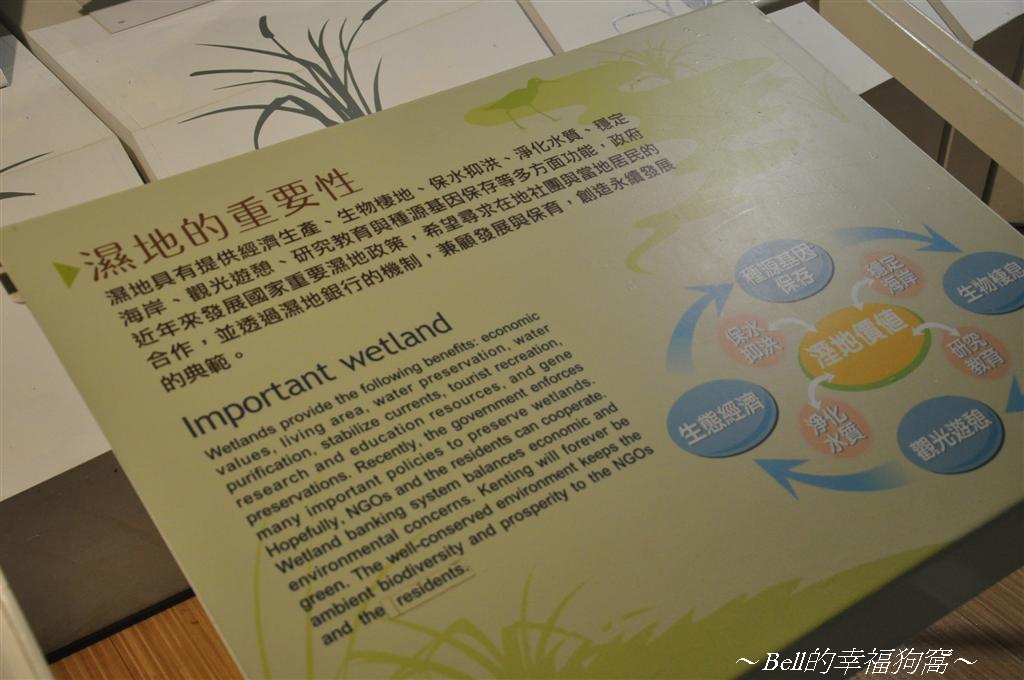 濕地的重要性
濕地具有提供經濟生產、生物棲地、保水抑洪、淨化水質、穩定
海岸、觀光遊憩、研究教育與種源基因保存等多方面功能，政府
近年來發展國家重要濕地政策，希望尋求在地社團與當地居民的
合作，並透過濕地銀行的機制，兼顧發展與保育，創造永續發展
的典範。
Important wetland
Wetlands provide the following benefits: economic
values, living area, water preservation, water
purification, stabilize currents, tourist recreation,
research and education resources, and gene
preservations. Recently, the government enforces
many important policies to preserve wetlands.
Hopefully, NGOs and the residents can cooperate.
Wetland banking system balances economic and
environmental concerns. Kenting will forever be
green. The well-conserved environment keeps the
ambient biodiversity and prosperity to the NGOs
and the residents.
種源基因
保存
穩定
海岸
生物棲息
保水
抑洪
濕地價值
研究
教育
生態經濟
淨化
水質
觀光遊憩
～Bell的幸福狗窩～